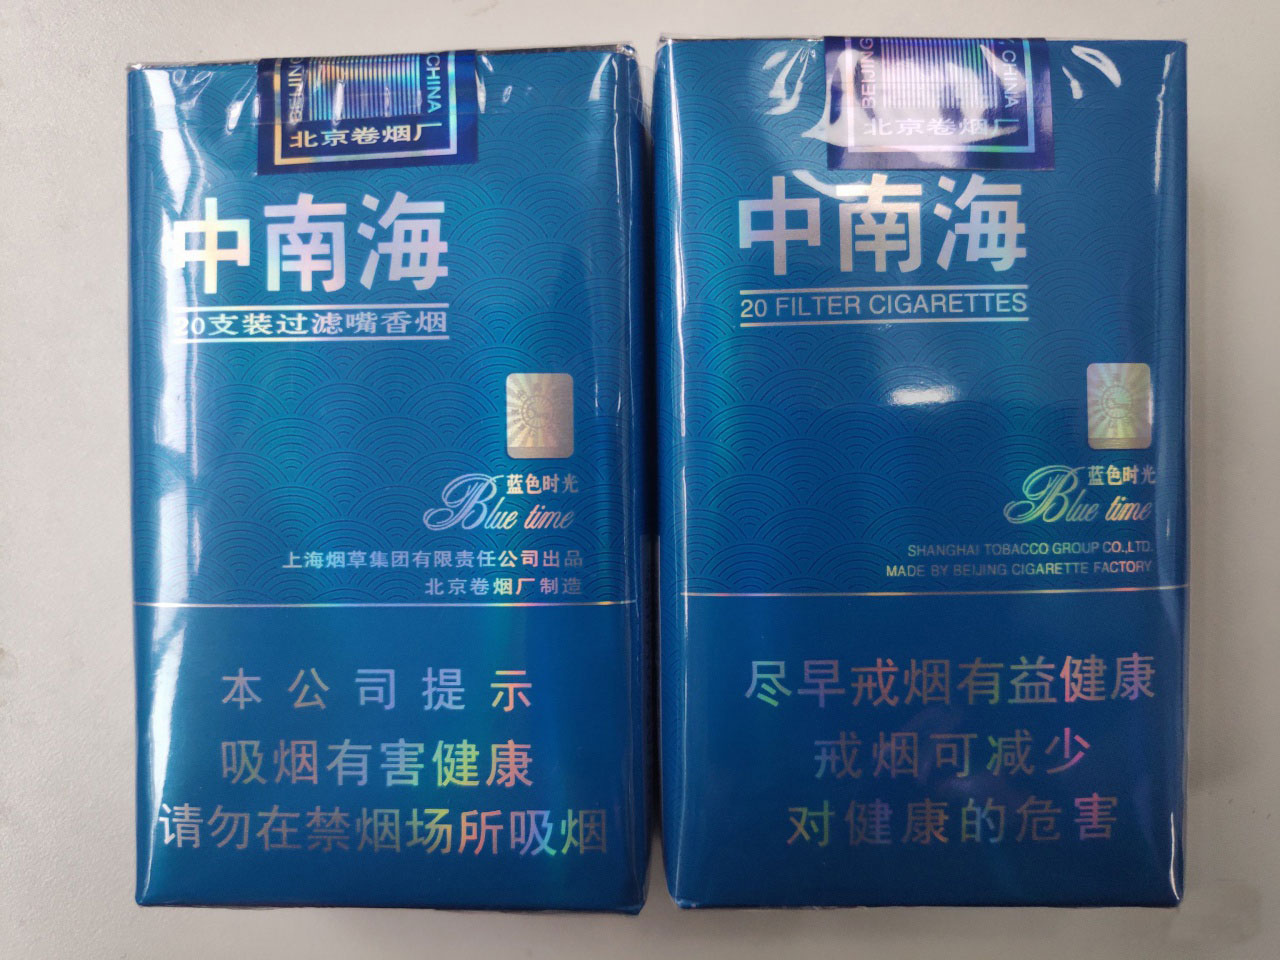 BEIJING
CHINA
北京卷烟厂
中南海
20支装过滤嘴香烟
蓝色时光
Blue time
上海烟草集团有限责任公司出品
北京卷烟厂制造
本公司提示
吸烟有害健康
请勿在禁烟场所吸烟
BEIJING
CHINA
北京卷烟厂
中南海
20 FILTER CIGARETTES
蓝色时光
Blue time
SHANGHAI TOBACCO GROUP CO.,LTD.
MADE BY BEIJING CIGARETTE FACTORY
尽早戒烟有益健康
戒烟可减少
对健康的危害